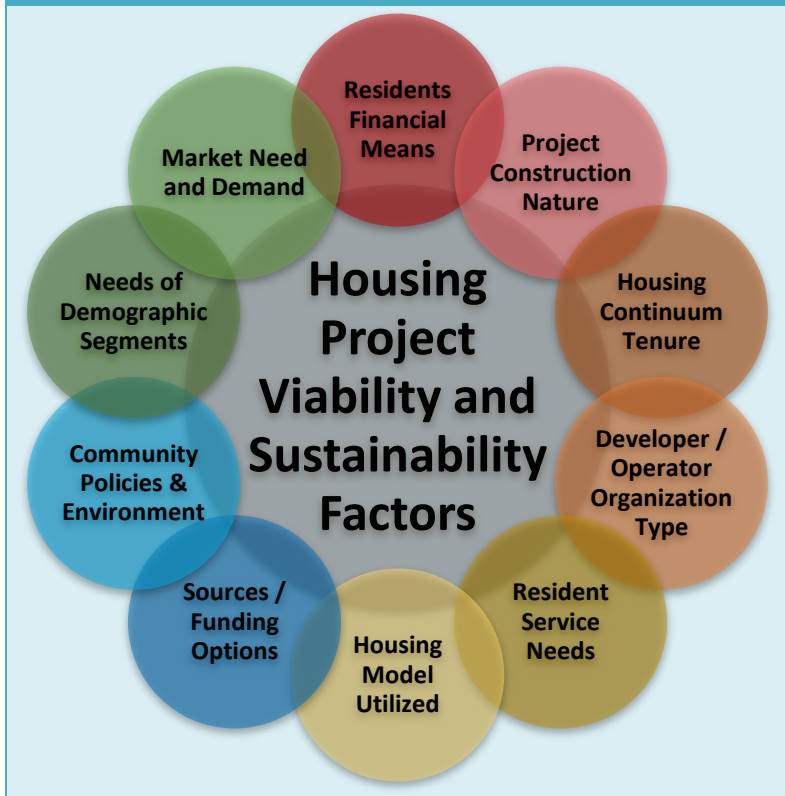 Residents
Financial
Means
Project
Construction
Nature
Housing
Continuum
Tenure
Developer /
Operator
Organization
Type
Resident
Service
Needs
Housing
Model
Utilized
Sources /
Funding
Options
Community
Policies &
Environment
Needs of
Demographic
Segments
Market Need
and Demand
Housing
Project
Viability and
Sustainability
Factors